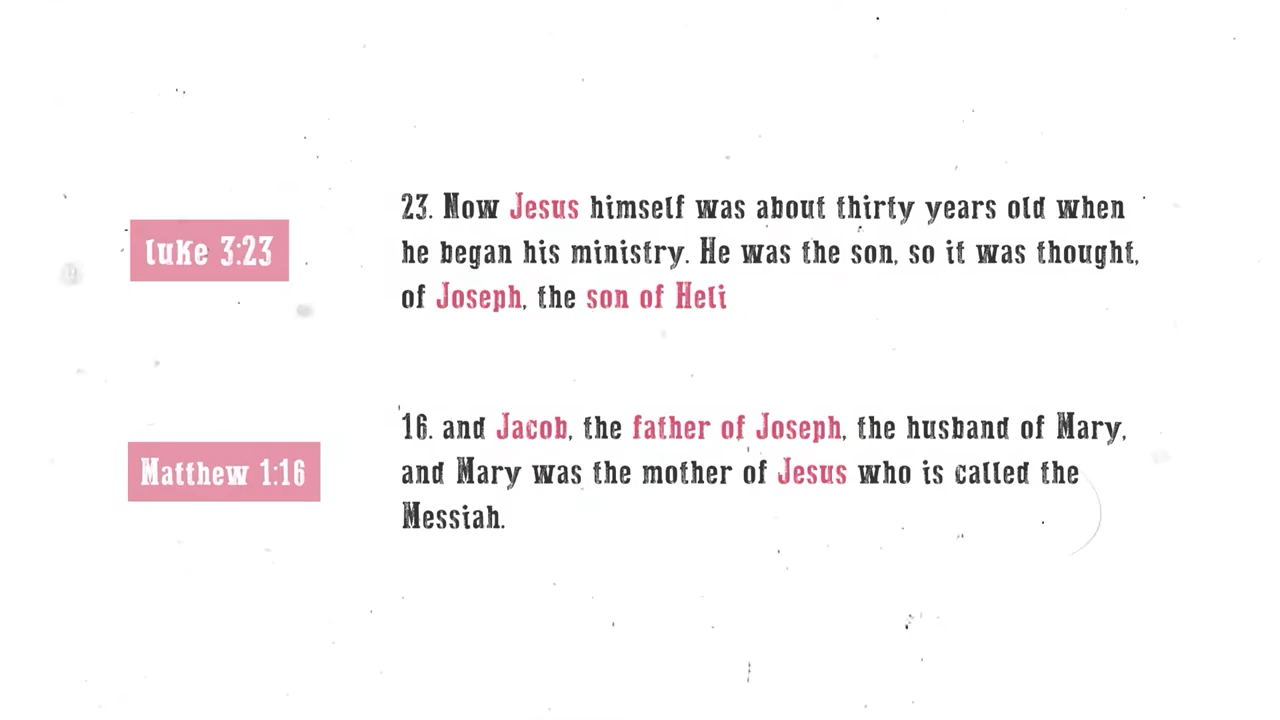 Luke 3:23
23. Now Jesus himself was about thirty years old when
he began his ministry. He was the son, so it was thought,
of Joseph, the son of Heli
Matthew 1:16
16. and Jacob, the father of Joseph, the husband of Mary,
and Mary was the mother of Jesus who is called the
Messiah.